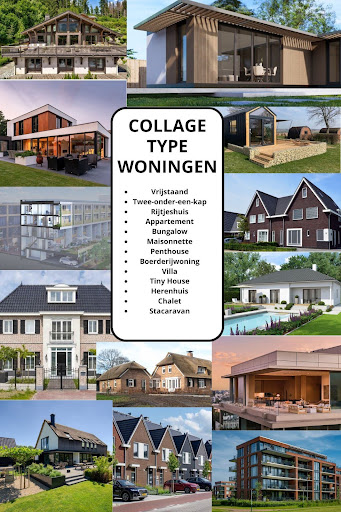 COLLAGE
TYPE
WONINGEN
• Vrijstaand
• Twee-onder-een-kap
• Rijtjeshuis
• Appartement
• Bungalow
• Maisonnette
• Penthouse
• Boerderijwoning
• Villa
• Tiny House
• Herenhuis
• Chalet
• Stacaravan